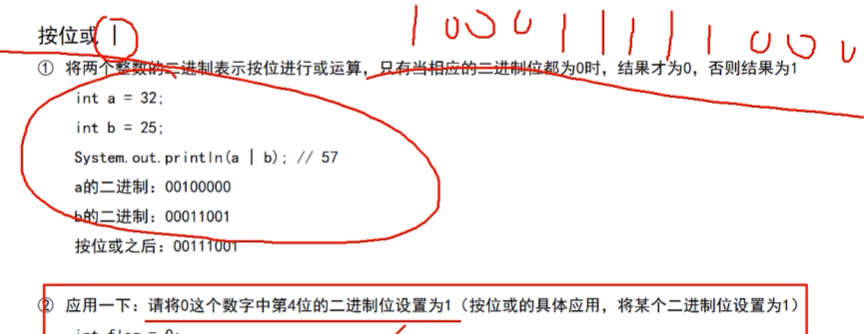 按位或 |
1 0 0 0 1 1 1 1 1 0 0 0
① 将两个整数的二进制表示按位进行或运算，只有当相应的二进制位都为0时，结果才为0，否则结果为1
int a = 32;
int b = 25;
System.out.println(a | b); // 57
a的二进制：00100000
b的二进制：00011001
按位或之后：00111001
② 应用一下：请将0这个数字中第4位的二进制位设置为1（按位或的具体应用，将某个二进制位设置为1）
int flag = 0;